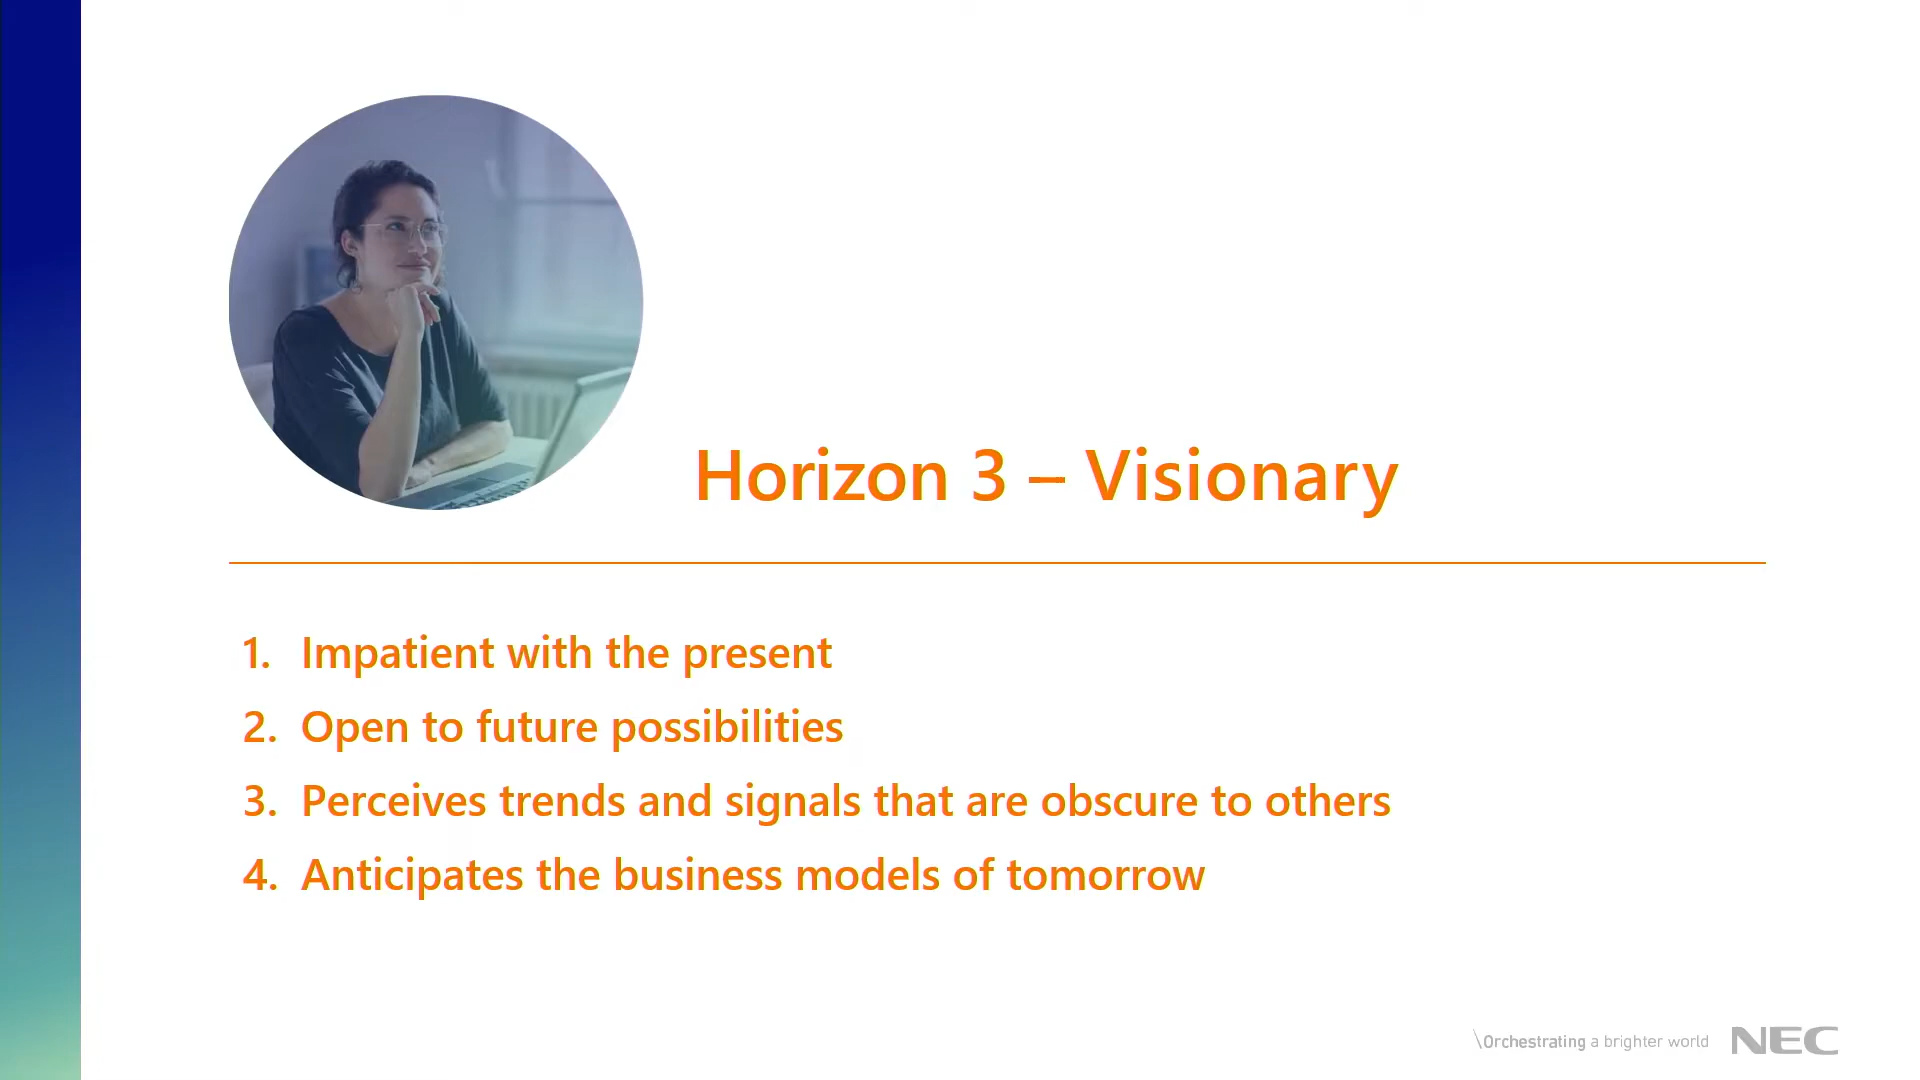 Horizon 3 – Visionary
1. Impatient with the present
2. Open to future possibilities
3. Perceives trends and signals that are obscure to others
4. Anticipates the business models of tomorrow
\Orchestrating a brighter world NEC